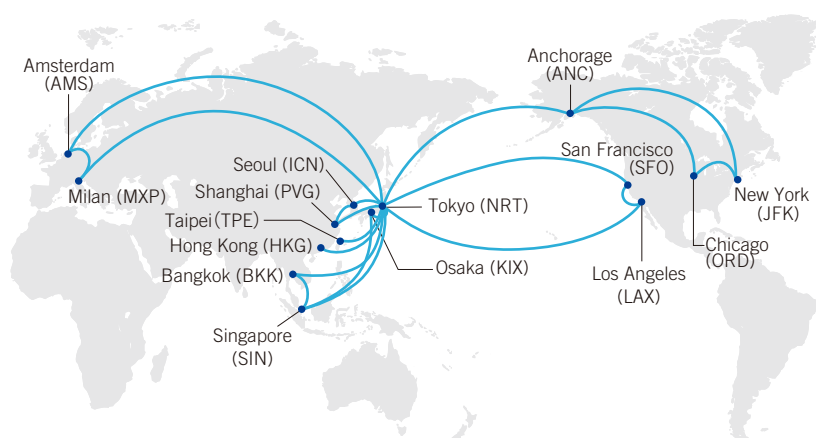 Amsterdam
(AMS)
Milan (MXP)
Seoul (ICN)
Shanghai (PVG)
Taipei(TPE)
Hong Kong (HKG)
Bangkok (BKK)
Singapore
(SIN)
Tokyo (NRT)
Osaka (KIX)
Anchorage
(ANC)
San Francisco
(SFO)
Los Angeles
(LAX)
Chicago
(ORD)
New York
(JFK)